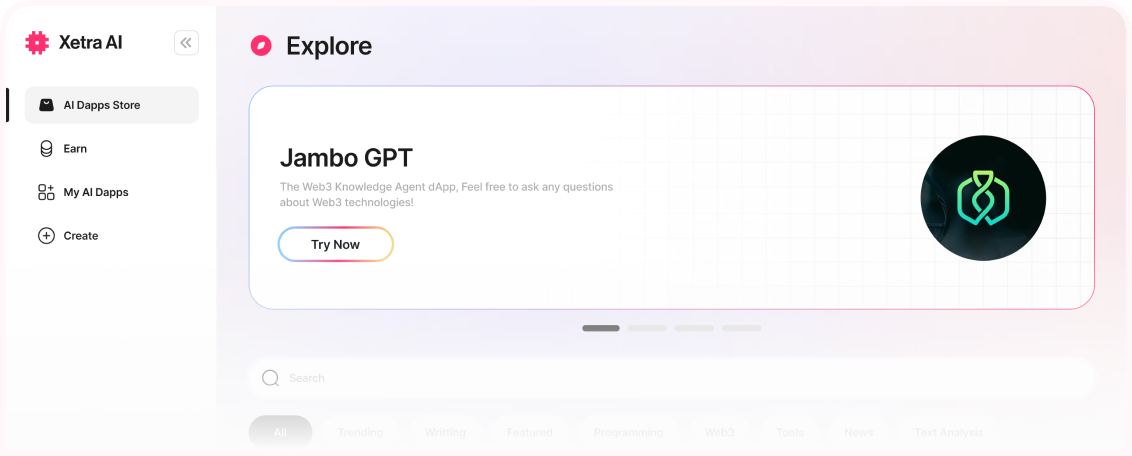 Xetra AI
AI Dapps Store
Earn
My AI Dapps
Create
Explore
Jambo GPT
The Web3 Knowledge Agent dApp, Feel free to ask any questions
about Web3 technologies!
Try Now
Search
All Trending Writting Featured Programming Web3 Tools News Text Analysis